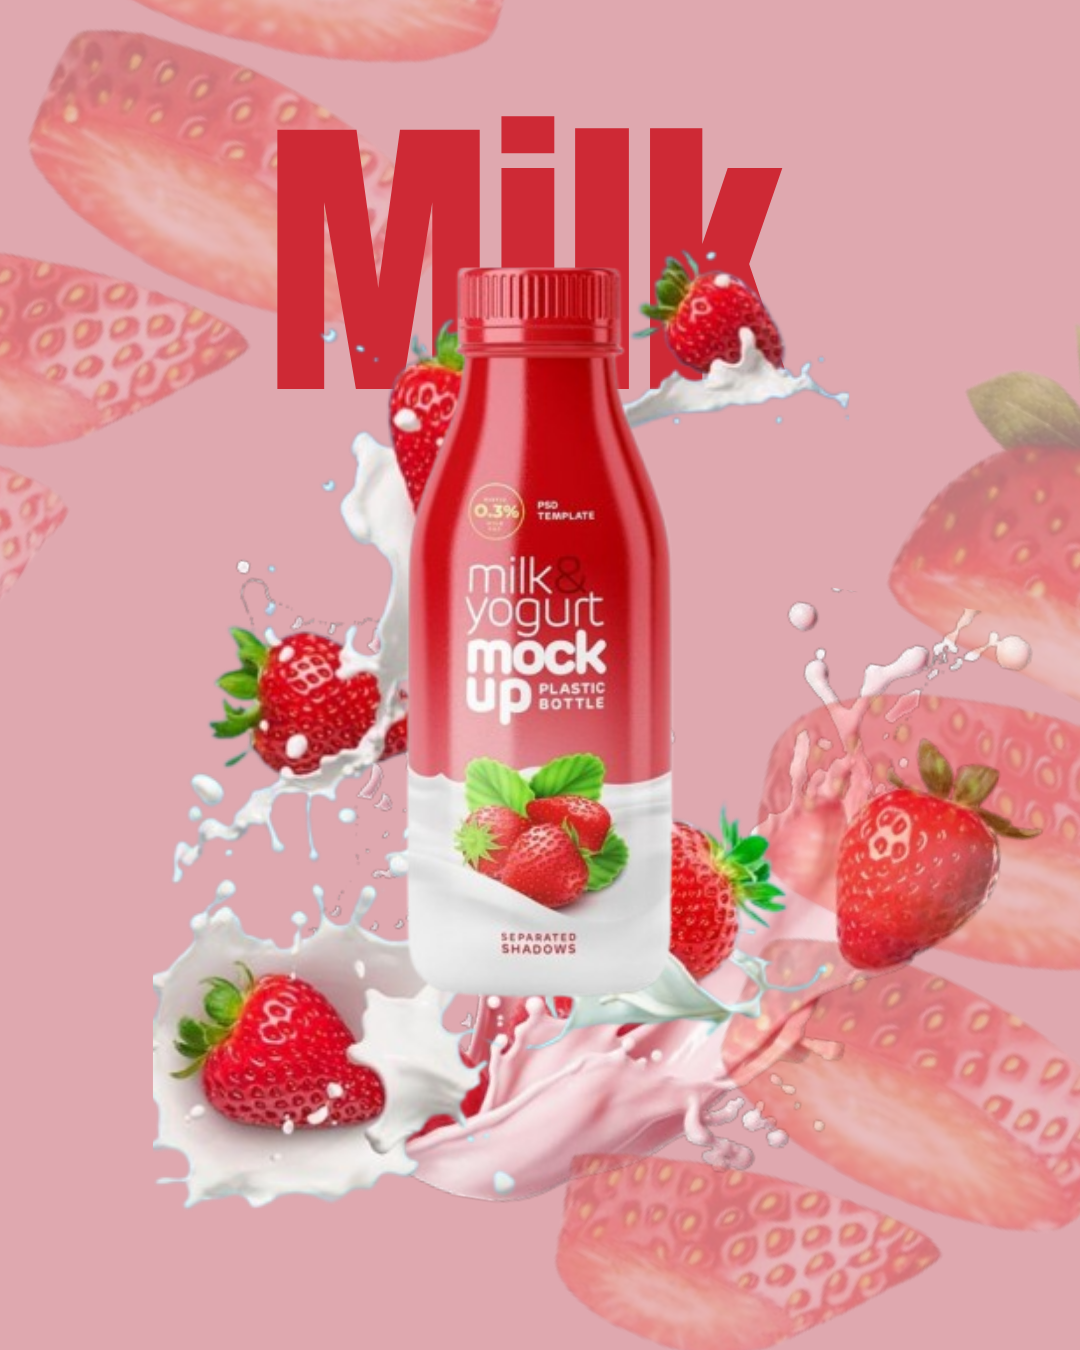 Milk
0.3%
PSD
TEMPLATE
milk&
yogurt
mock
up
PLASTIC
BOTTLE
SEPARATED
SHADOWS